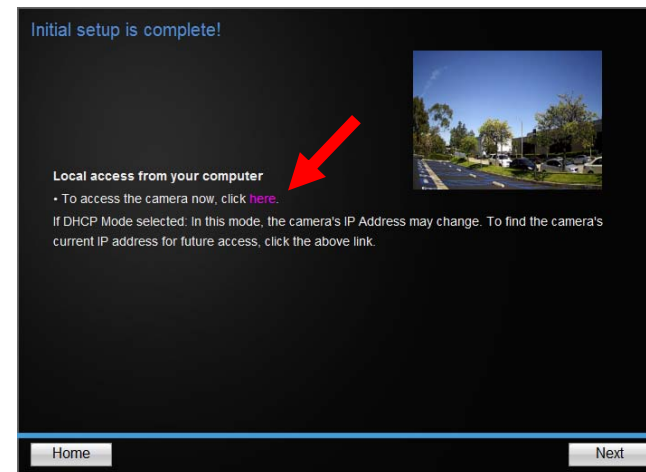 Initial setup is complete!
Local access from your computer
• To access the camera now, click here.
If DHCP Mode selected: In this mode, the camera's IP Address may change. To find the camera's
current IP address for future access, click the above link.
Home
Next